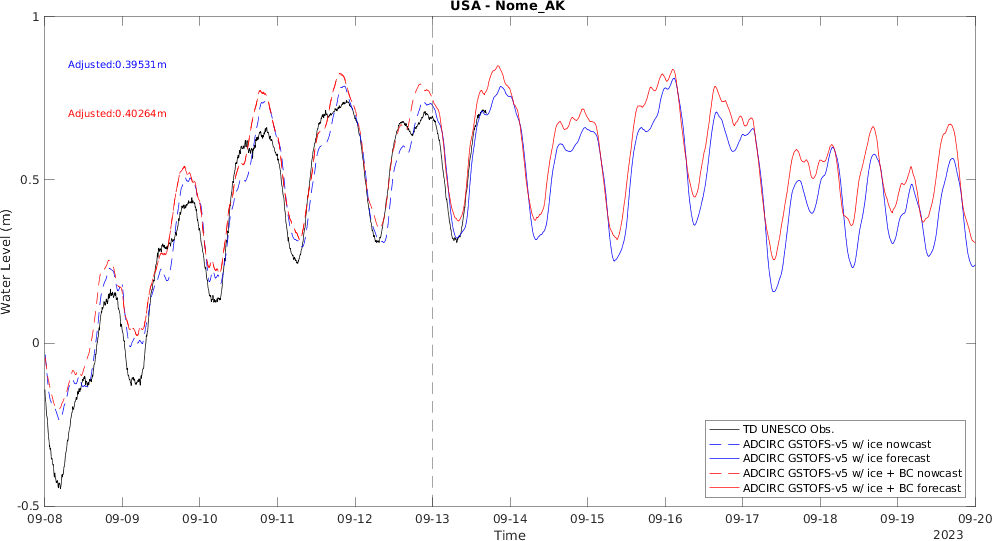 USA - Nome_AK
1
Adjusted:0.39531m
Adjusted:0.40264m
0.5
Water Level (m)
0
TD UNESCO Obs.
ADCIRC GSTOFS-v5 w/ ice nowcast
ADCIRC GSTOFS-v5 w/ ice forecast
ADCIRC GSTOFS-v5 w/ ice + BC nowcast
ADCIRC GSTOFS-v5 w/ ice + BC forecast
-0.5
09-08 09-09 09-10 09-11 09-12 09-13 09-14 09-15 09-16 09-17 09-18 09-19 09-20
Time
2023